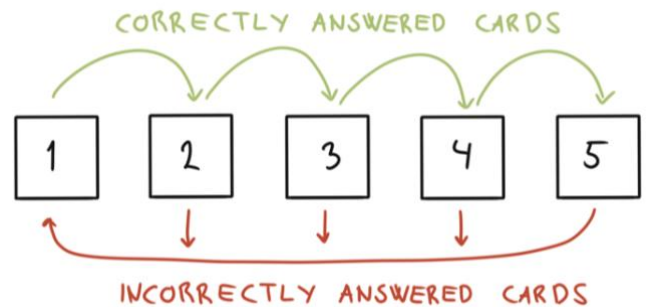 CORRECTLY ANSWERED CARDS
1 2 3 4 5
INCORRECTLY ANSWERED CARDS